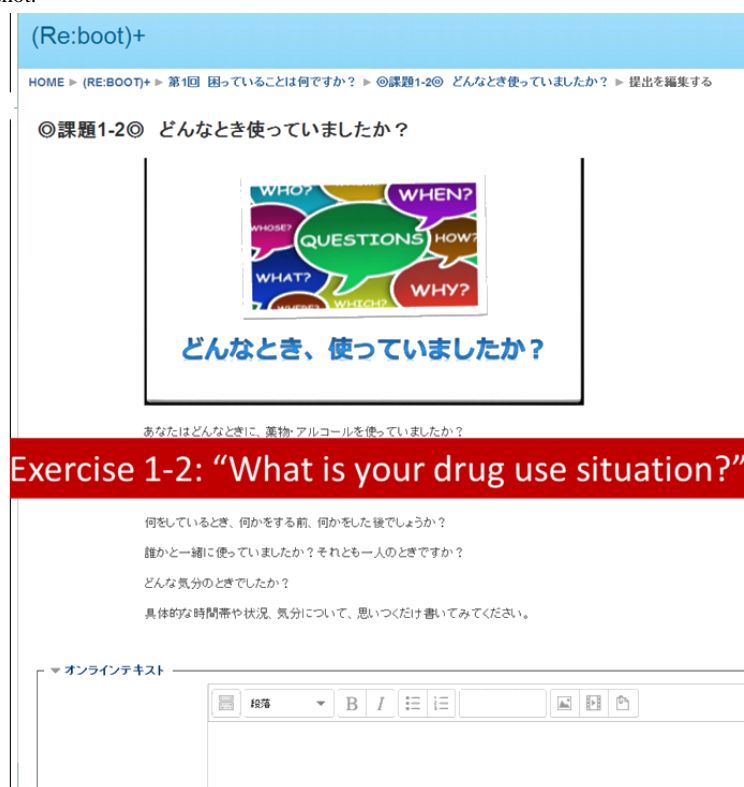 shot.
(Re:boot)+
HOME ▶ (RE:BOOT)+ ▶ 第1回 困っていることは何ですか？ ▶ ◎課題1-2◎ どんなとき使っていましたか？ ▶ 提出を編集する
◎課題1-2◎ どんなとき使っていましたか？
WHO?
WHEN?
WHOSE?
QUESTIONS
HOW?
WHAT?
WHY?
WHERE?
WHICH?
どんなとき、使っていましたか？
あなたはどんなときに、薬物・アルコールを使っていましたか？
Exercise 1-2: “What is your drug use situation?”
何をしているとき、何かをする前、何かをした後でしょうか？
誰かと一緒に使っていましたか？それとも一人のときですか？
どんな気分のときでしたか？
具体的な時間帯や状況、気分について、思いつくだけ書いてみてください。
オンラインテキスト
段落
B I